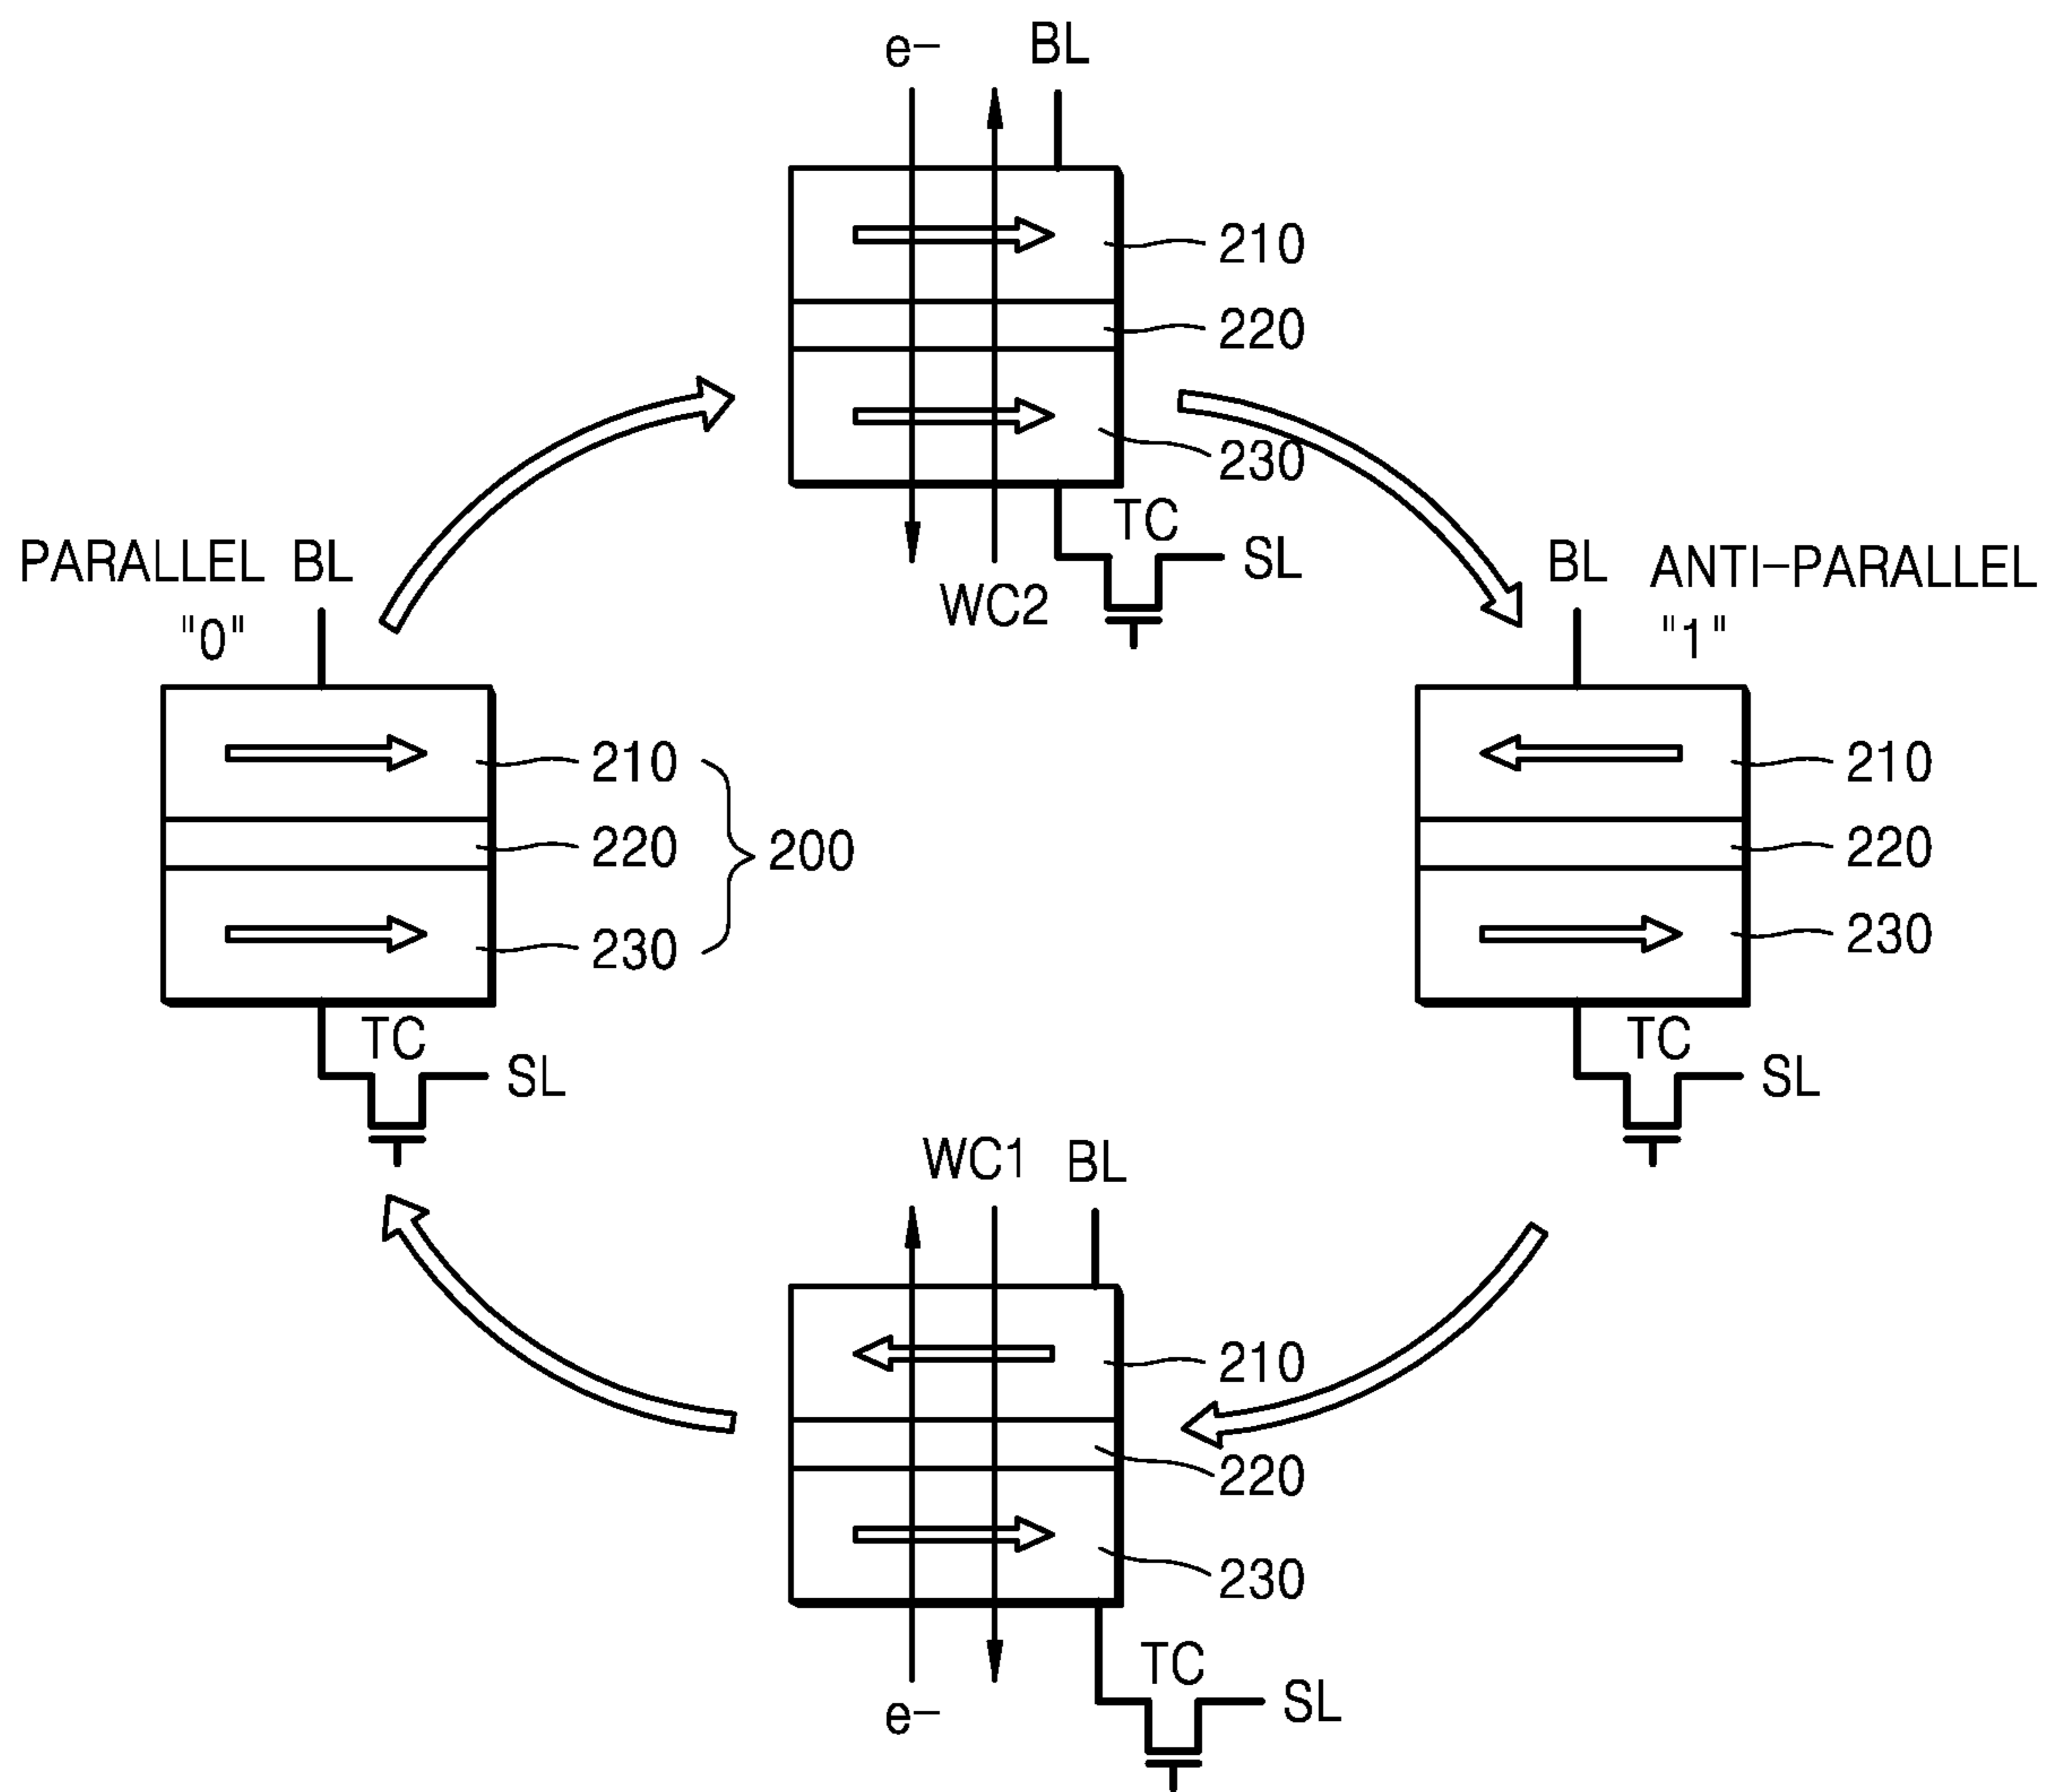 e- BL
210
220
230
TC
SL
WC2
PARALLEL BL
"0"
BL ANTI-PARALLEL
"1"
210
220
230
200
TC
SL
210
220
230
TC
SL
WC1 BL
210
220
230
TC
SL
e-